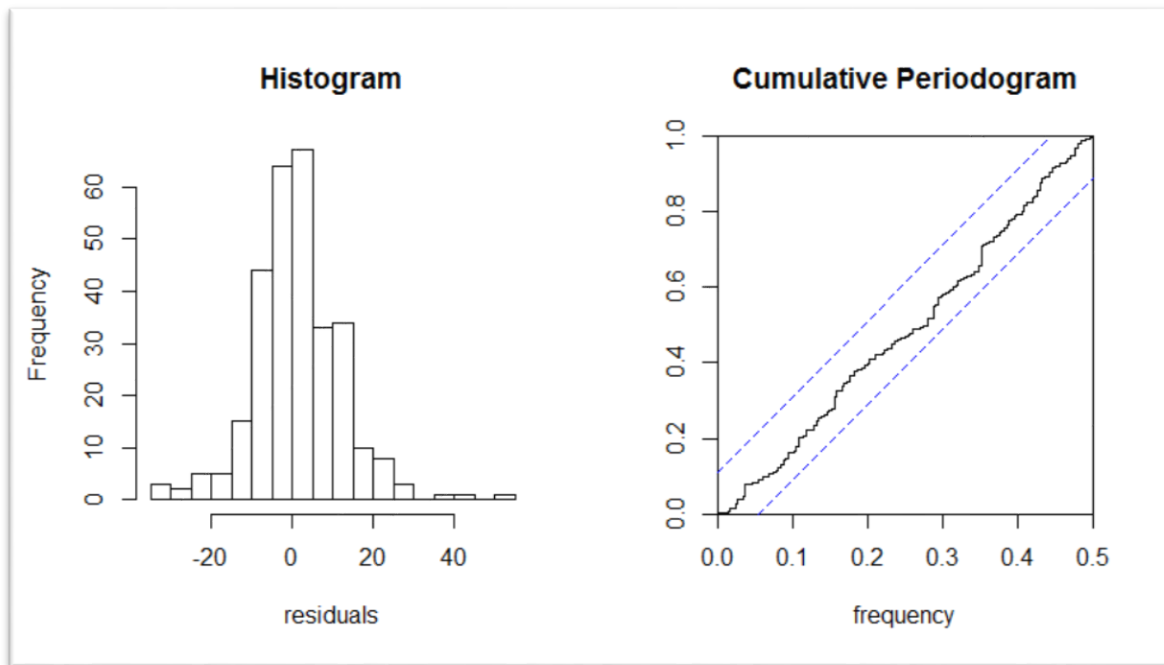 Histogram
Frequency
0 10 20 30 40 50 60
-20 0 20 40
residuals
Cumulative Periodogram
0.0 0.2 0.4 0.6 0.8 1.0
0.0 0.1 0.2 0.3 0.4 0.5
frequency